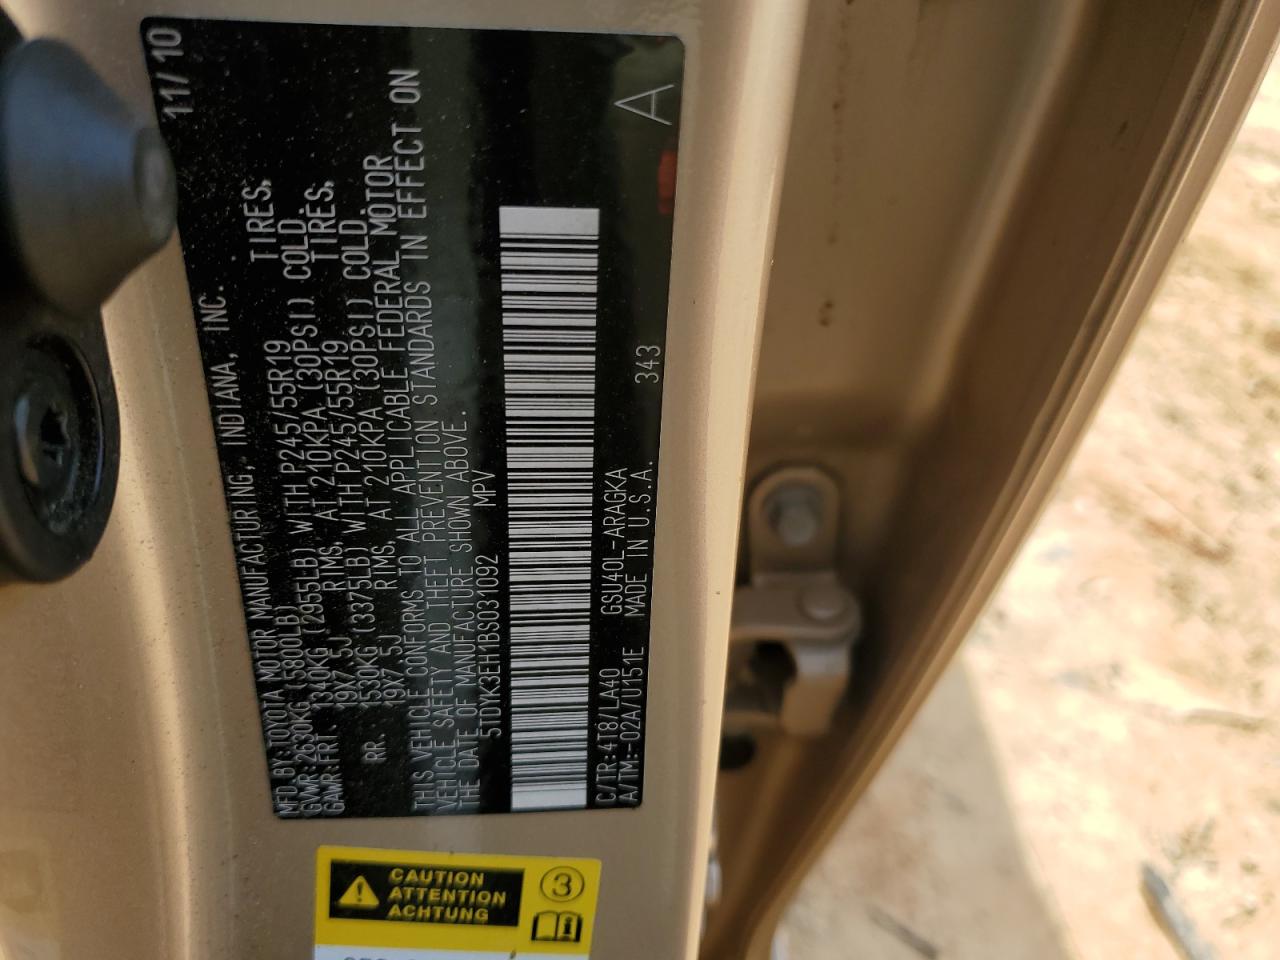 MFD. BY: TOYOTA MOTOR MANUFACTURING, INDIANA, INC. 11/10
GVWR: 2630KG (5800LB)
GAWR: FRT. 1340KG (2955LB) WITH P245/55R19 TIRES,
19X7.5J RIMS, AT 210KPA (30PSI) COLD.
RR. 1530KG (3375LB) WITH P245/55R19 TIRES,
19X7.5J RIMS, AT 210KPA (30PSI) COLD.
THIS VEHICLE CONFORMS TO ALL APPLICABLE FEDERAL MOTOR
VEHICLE SAFETY AND THEFT PREVENTION STANDARDS IN EFFECT ON
THE DATE OF MANUFACTURE SHOWN ABOVE.
5TDYK3EH1BS031092 MPV
C/TR:4T8/LA40 GSU40L-ARAGKA
A/TM:-02A/U151E MADE IN U.S.A. 343 A
CAUTION
ATTENTION
ACHTUNG
3